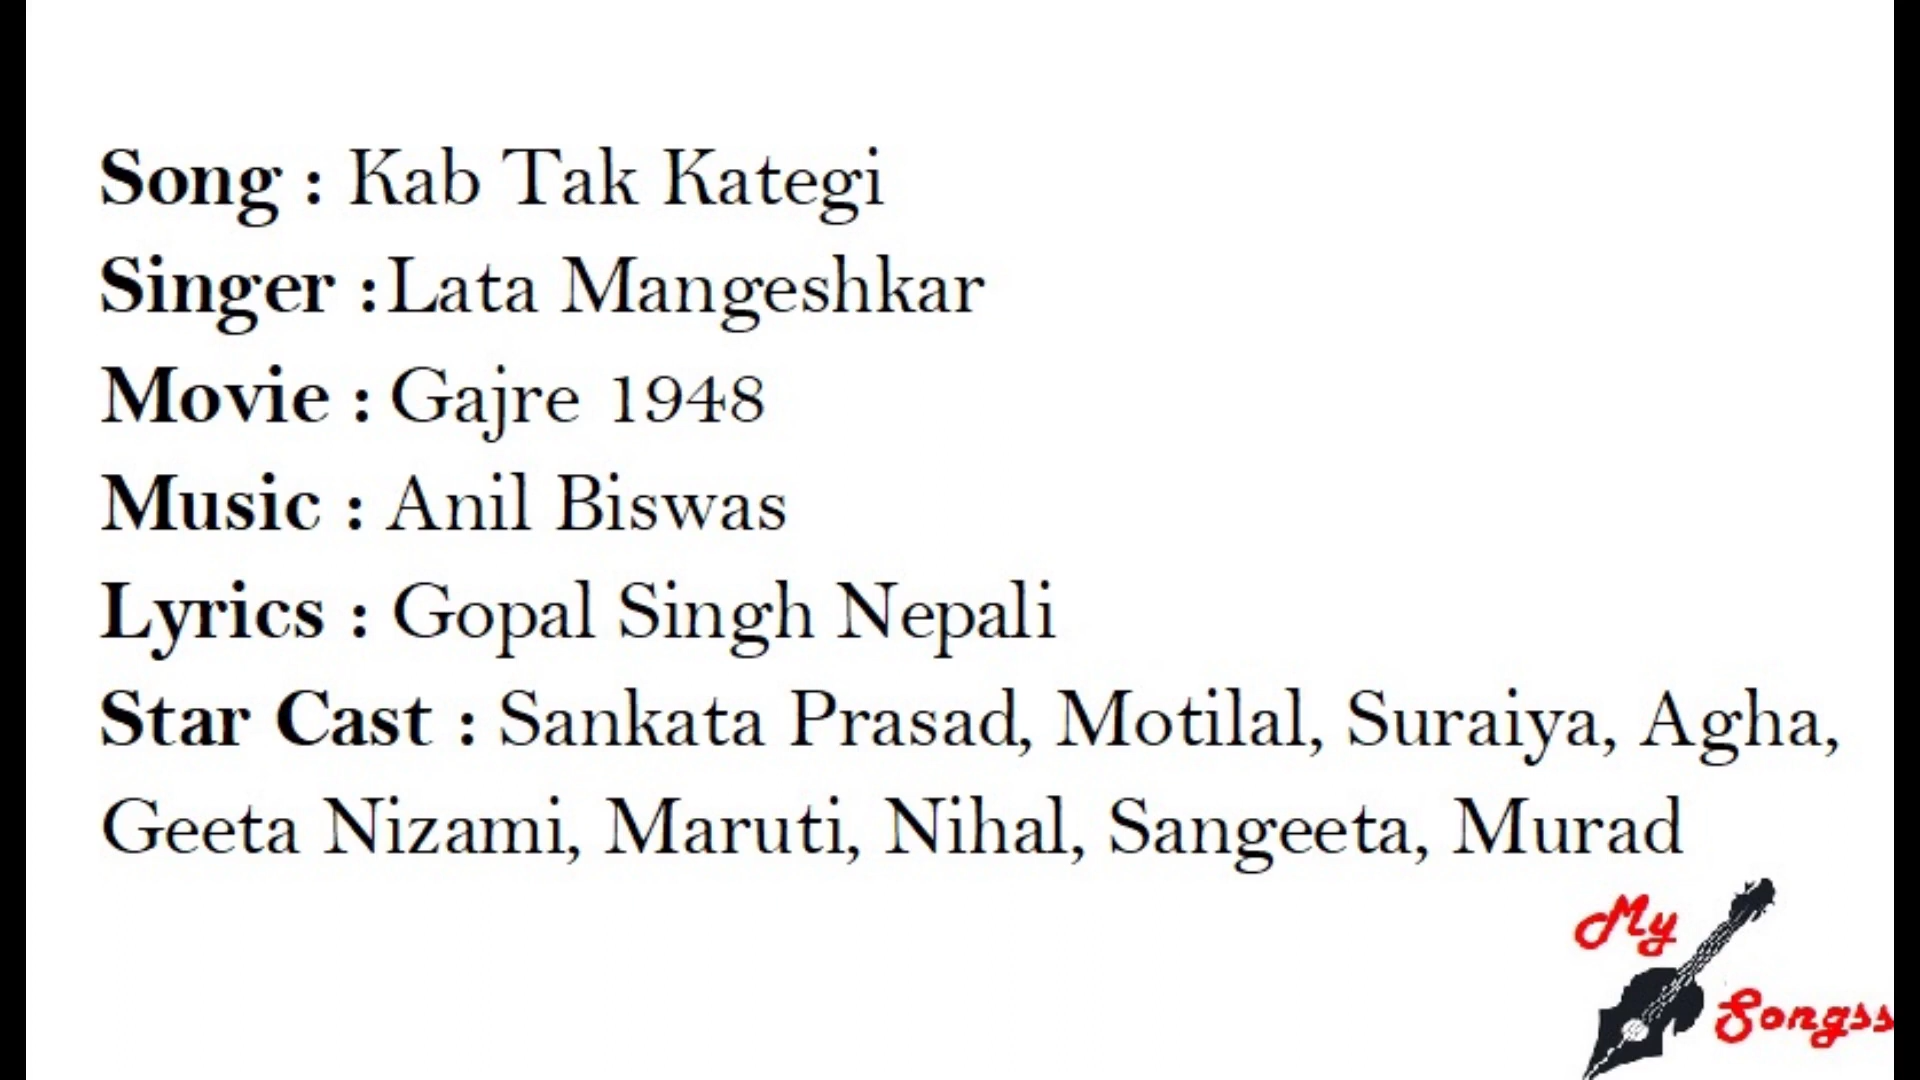 Song : Kab Tak Kategi
Singer :Lata Mangeshkar
Movie : Gajre 1948
Music : Anil Biswas
Lyrics : Gopal Singh Nepali
Star Cast : Sankata Prasad, Motilal, Suraiya, Agha,
Geeta Nizami, Maruti, Nihal, Sangeeta, Murad
My
Songss